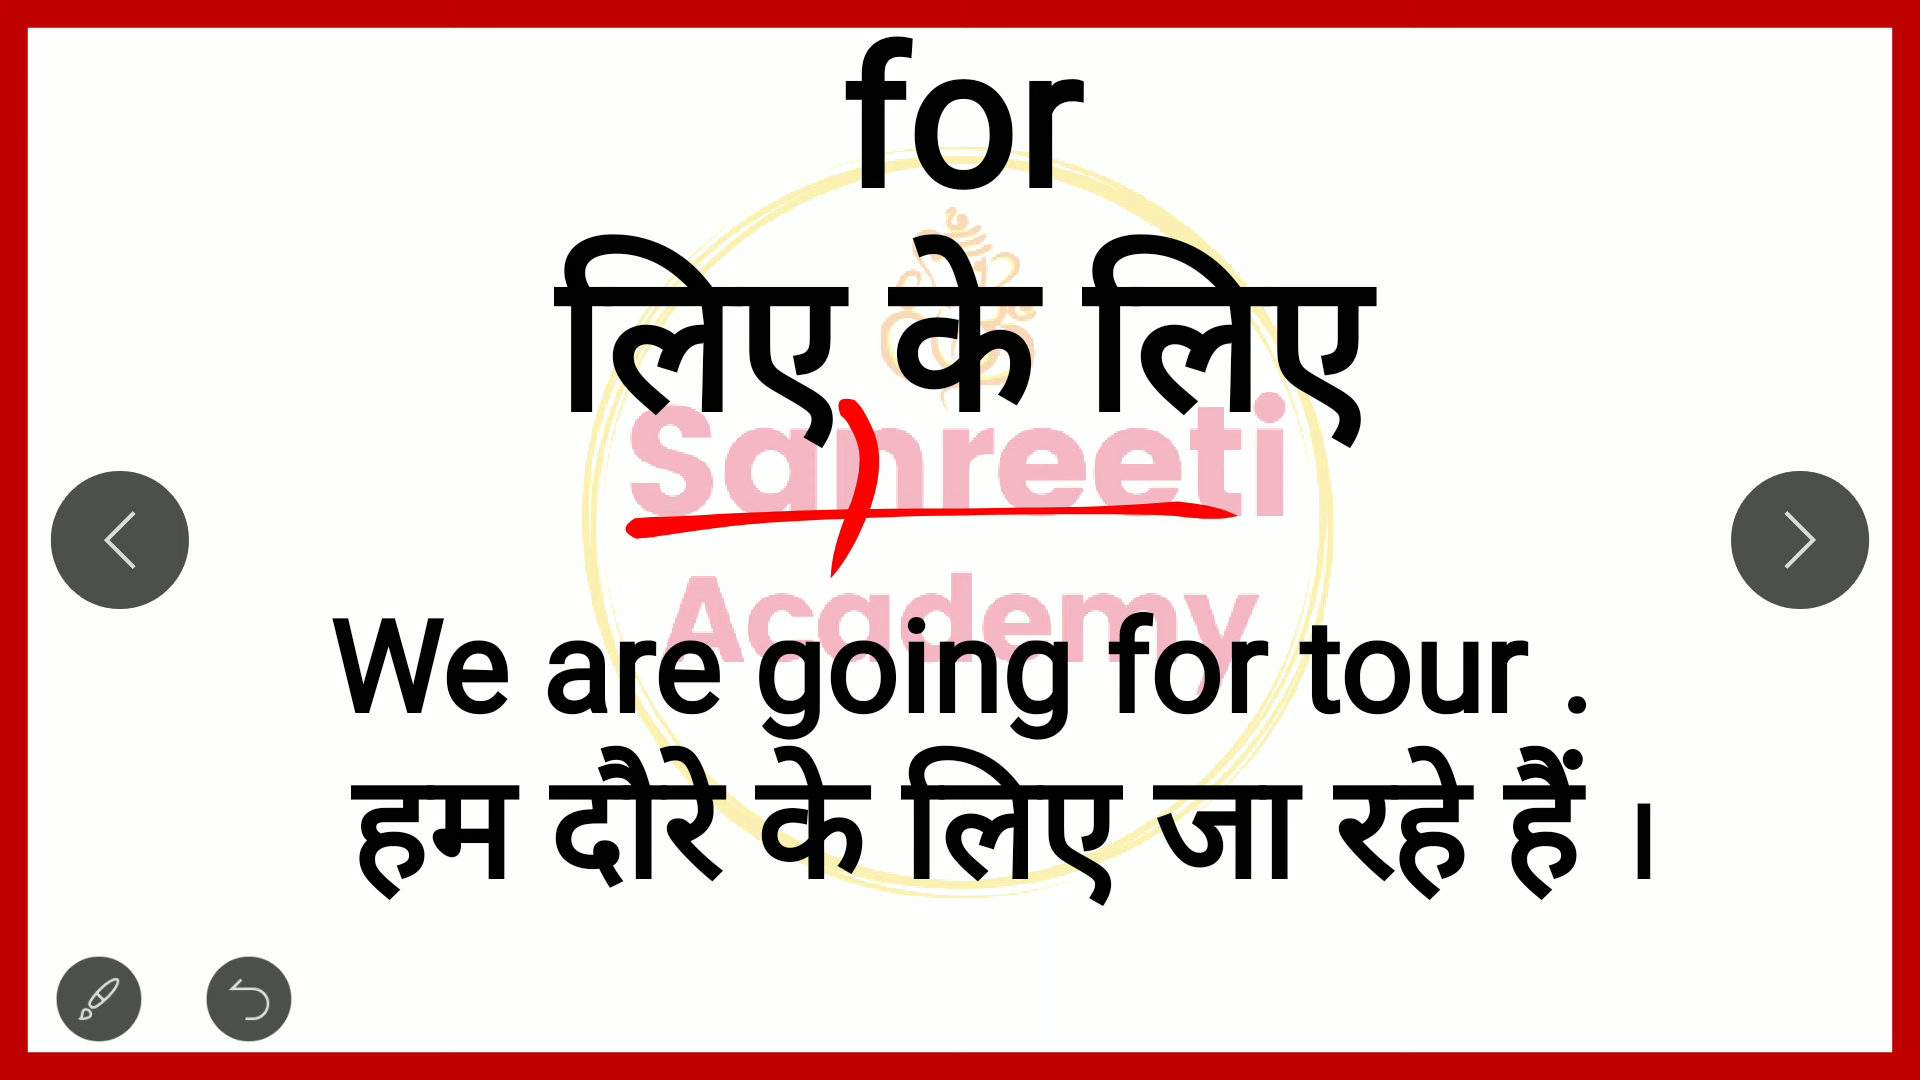 for
लिए के लिए
Sanreeti
Academy
We are going for tour .
हम दौरे के लिए जा रहे हैं ।